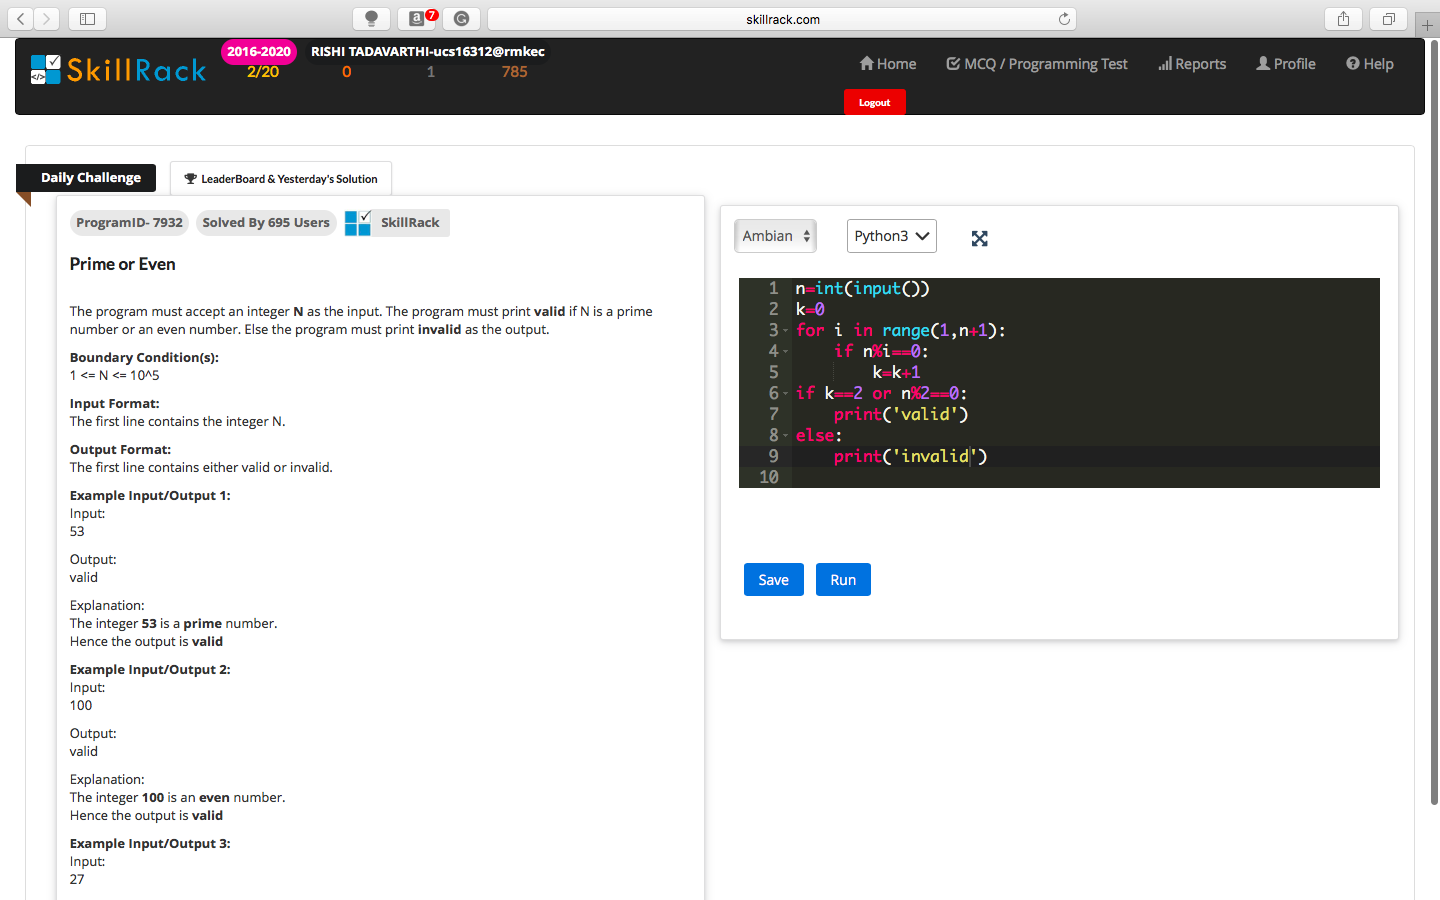 skillrack.com
7
SkillRack
2016-2020
RISHI TADAVARTHI-ucs16312@rmkec
2/20
0
1
785
Home
MCQ / Programming Test
Reports
Profile
Help
Logout
Daily Challenge
LeaderBoard & Yesterday's Solution
ProgramID- 7932
Solved By 695 Users
SkillRack
Prime or Even
The program must accept an integer N as the input. The program must print valid if N is a prime
number or an even number. Else the program must print invalid as the output.
Boundary Condition(s):
1 <= N <= 10^5
Input Format:
The first line contains the integer N.
Output Format:
The first line contains either valid or invalid.
Example Input/Output 1:
Input:
53
Output:
valid
Explanation:
The integer 53 is a prime number.
Hence the output is valid
Example Input/Output 2:
Input:
100
Output:
valid
Explanation:
The integer 100 is an even number.
Hence the output is valid
Example Input/Output 3:
Input:
27
Ambian
Python3
1 n=int(input())
2 k=0
3 for i in range(1,n+1):
4     if n%i==0:
5         k=k+1
6 if k==2 or n%2==0:
7     print('valid')
8 else:
9     print('invalid')
10
Save
Run